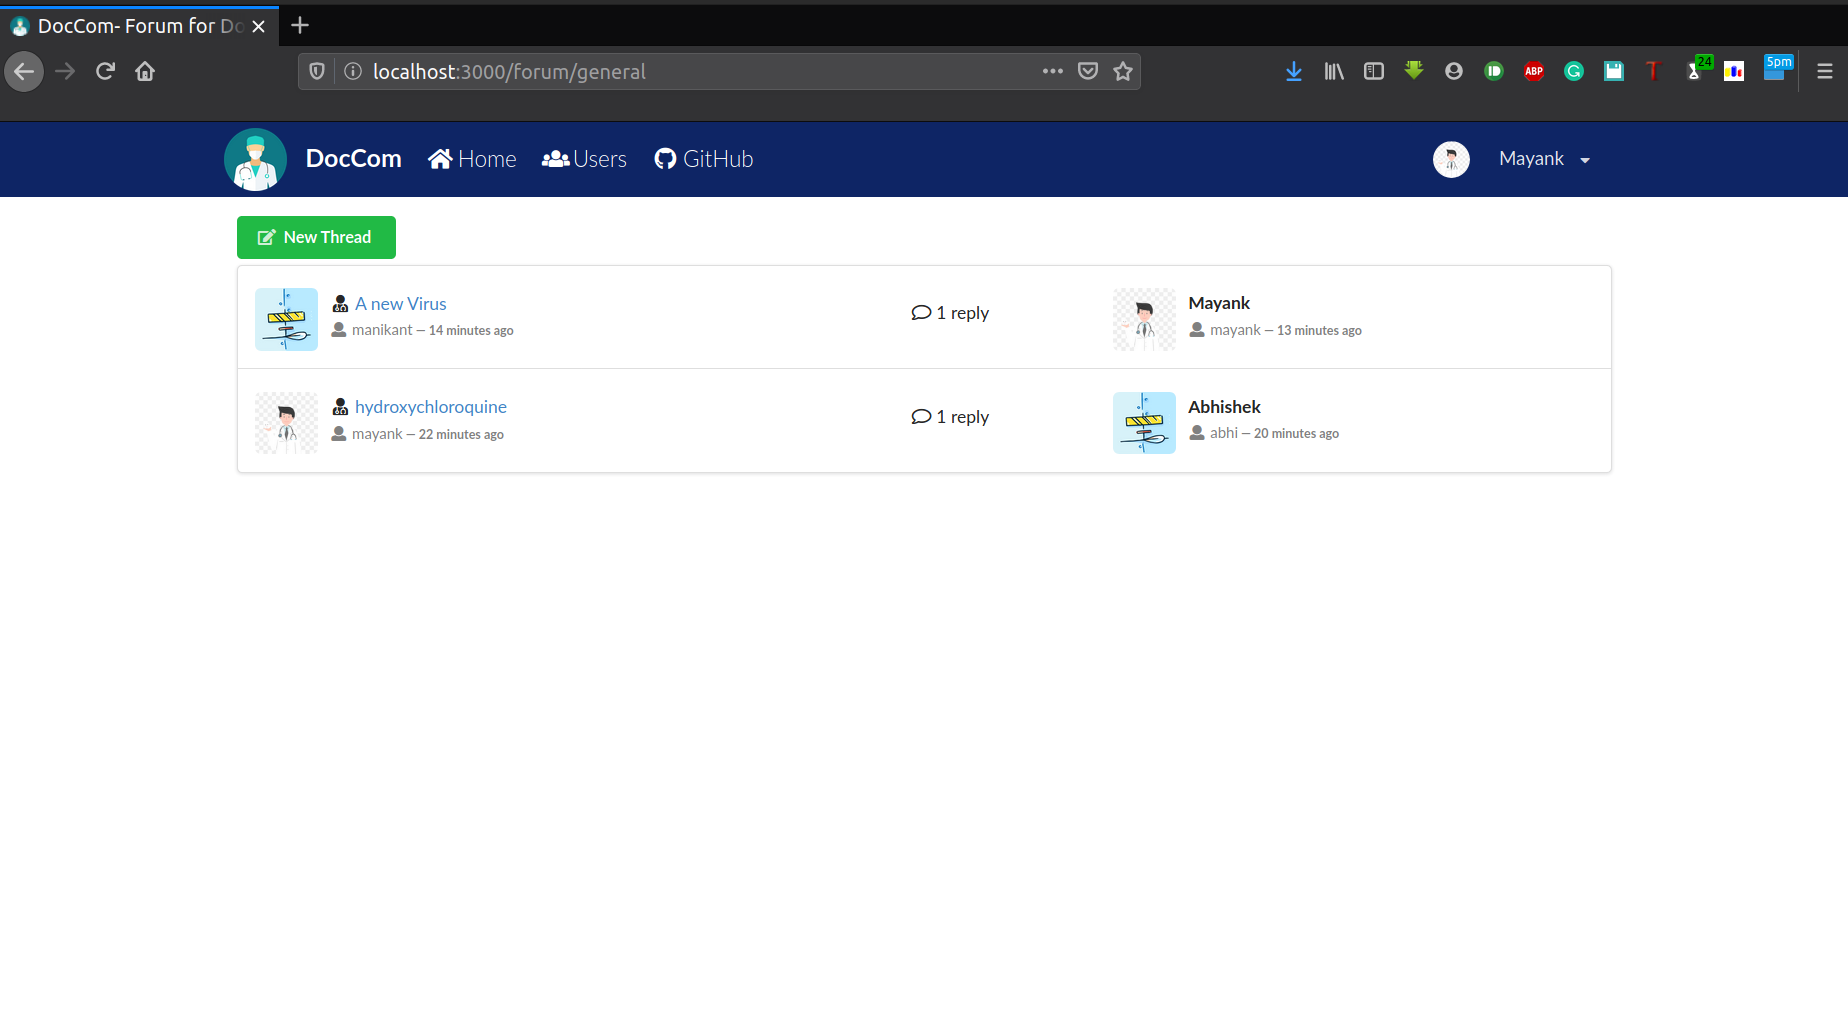 DocCom- Forum for Do
localhost:3000/forum/general
ABP
24
5pm
DocCom Home Users GitHub Mayank
New Thread
A new Virus
manikant — 14 minutes ago
1 reply
Mayank
mayank — 13 minutes ago
hydroxychloroquine
mayank — 22 minutes ago
1 reply
Abhishek
abhi — 20 minutes ago